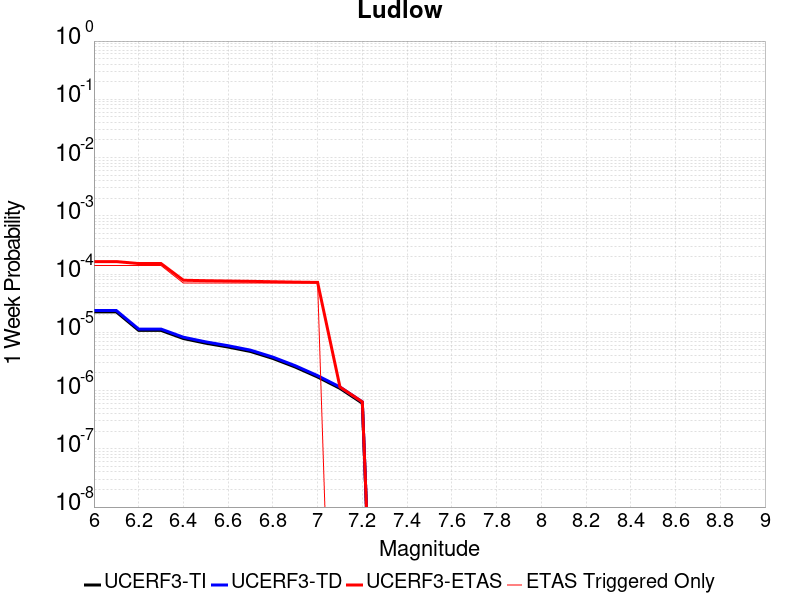 Ludlow
10^0
10^-1
10^-2
10^-3
10^-4
10^-5
10^-6
10^-7
10^-8
1 Week Probability
6 6.2 6.4 6.6 6.8 7 7.2 7.4 7.6 7.8 8 8.2 8.4 8.6 8.8 9
Magnitude
UCERF3-TI UCERF3-TD UCERF3-ETAS ETAS Triggered Only